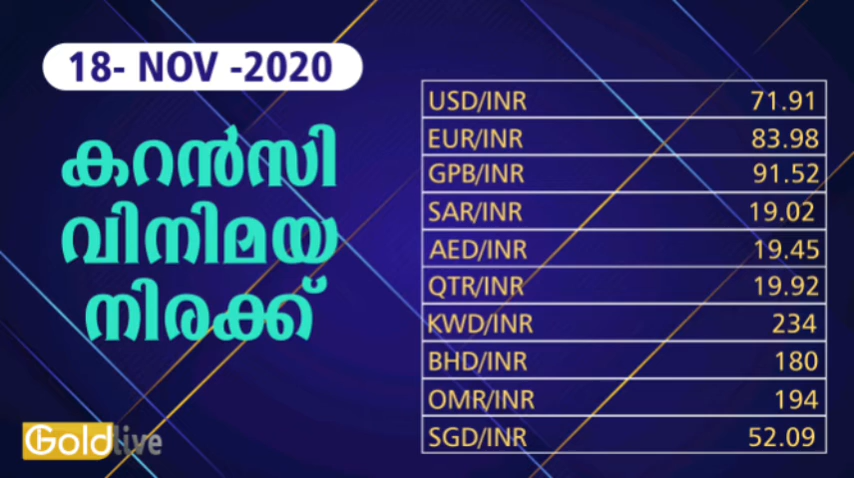 18- NOV -2020
കറൻസി
വിനിമയ
നിരക്ക്
USD/INR 71.91
EUR/INR 83.98
GPB/INR 91.52
SAR/INR 19.02
AED/INR 19.45
QTR/INR 19.92
KWD/INR 234
BHD/INR 180
OMR/INR 194
SGD/INR 52.09
Goldlive